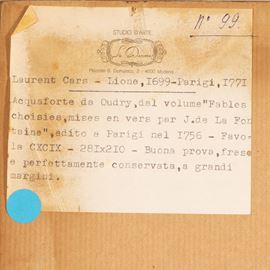 N° 99.
STUDIO D'ARTE
Laurent Cars - Lione,1699-Parigi,1771
Acquaforte da Oudry,dal volume"Fables
choisies,mises en vers par J.de La Fon
taine",edito a Parigi nel 1756 - Favo-
la CXCIX - 281x210 - Buona prova,fresc
e perfettamente conservata,a grandi
margini.